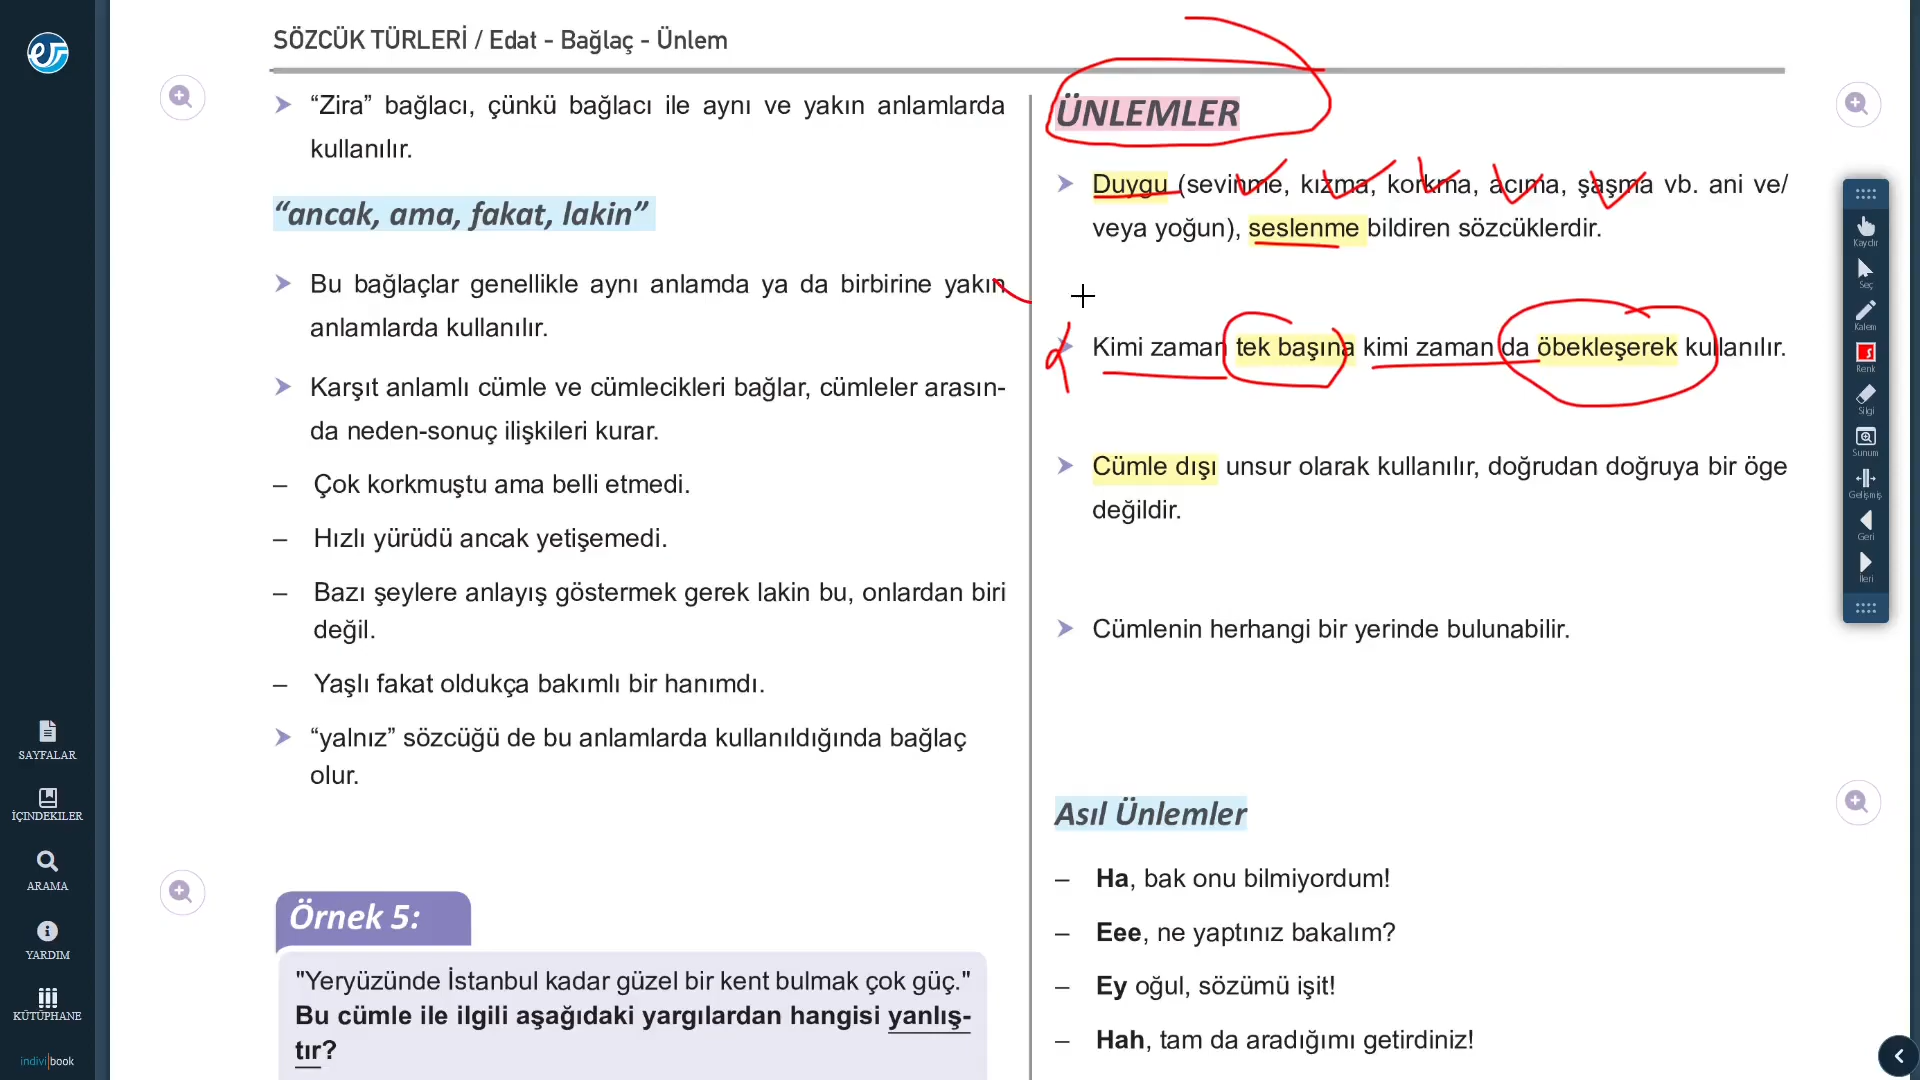 SÖZCÜK TÜRLERİ / Edat - Bağlaç - Ünlem
“Zira” bağlacı, çünkü bağlacı ile aynı ve yakın anlamlarda
kullanılır.
“ancak, ama, fakat, lakin”
Bu bağlaçlar genellikle aynı anlamda ya da birbirine yakın
anlamlarda kullanılır.
Karşıt anlamlı cümle ve cümlecikleri bağlar, cümleler arasın-
da neden-sonuç ilişkileri kurar.
– Çok korkmuştu ama belli etmedi.
– Hızlı yürüdü ancak yetişemedi.
– Bazı şeylere anlayış göstermek gerek lakin bu, onlardan biri
değil.
– Yaşlı fakat oldukça bakımlı bir hanımdı.
“yalnız” sözcüğü de bu anlamlarda kullanıldığında bağlaç
olur.
Örnek 5:
"Yeryüzünde İstanbul kadar güzel bir kent bulmak çok güç."
Bu cümle ile ilgili aşağıdaki yargılardan hangisi yanlış-
tır?
ÜNLEMLER
Duygu (sevinme, kızma, korkma, acıma, şaşma vb. ani ve/
veya yoğun), seslenme bildiren sözcüklerdir.
Kimi zaman tek başına kimi zaman da öbekleşerek kullanılır.
Cümle dışı unsur olarak kullanılır, doğrudan doğruya bir öge
değildir.
Cümlenin herhangi bir yerinde bulunabilir.
Asıl Ünlemler
– Ha, bak onu bilmiyordum!
– Eee, ne yaptınız bakalım?
– Ey oğul, sözümü işit!
– Hah, tam da aradığımı getirdiniz!
SAYFALAR
İÇİNDEKİLER
ARAMA
YARDIM
KÜTÜPHANE
indivi|book
Kaydır
Seç
Kalem
Renk
Silgi
Sunum
Gelişmiş
Geri
İleri